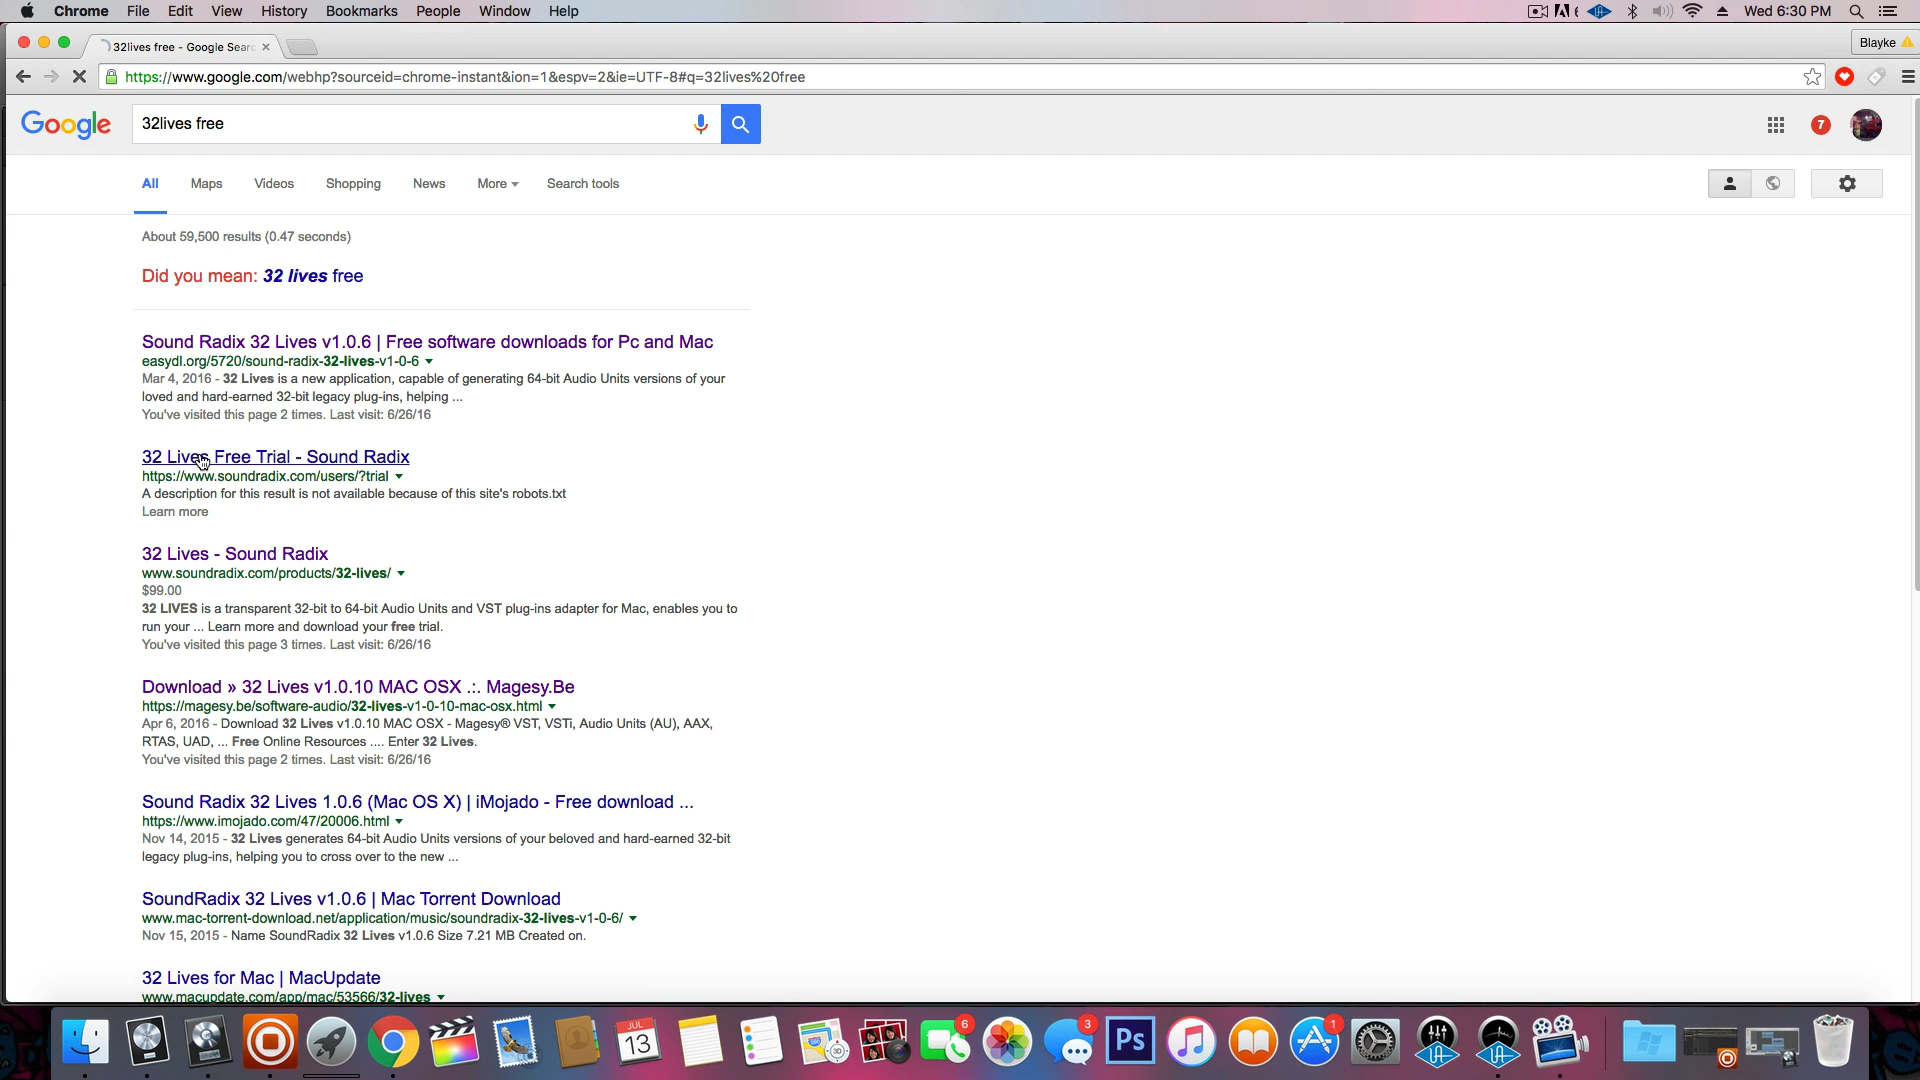 Chrome File Edit View History Bookmarks People Window Help 6 Wed 6:30 PM
32lives free - Google Sear Blayke
https://www.google.com/webhp?sourceid=chrome-instant&ion=1&espv=2&ie=UTF-8#q=32lives%20free
Google 32lives free 7
All Maps Videos Shopping News More Search tools
About 59,500 results (0.47 seconds)
Did you mean: 32 lives free
Sound Radix 32 Lives v1.0.6 | Free software downloads for Pc and Mac
easydl.org/5720/sound-radix-32-lives-v1-0-6
Mar 4, 2016 - 32 Lives is a new application, capable of generating 64-bit Audio Units versions of your
loved and hard-earned 32-bit legacy plug-ins, helping ...
You've visited this page 2 times. Last visit: 6/26/16
32 Lives Free Trial - Sound Radix
https://www.soundradix.com/users/?trial
A description for this result is not available because of this site's robots.txt
Learn more
32 Lives - Sound Radix
www.soundradix.com/products/32-lives/
$99.00
32 LIVES is a transparent 32-bit to 64-bit Audio Units and VST plug-ins adapter for Mac, enables you to
run your ... Learn more and download your free trial.
You've visited this page 3 times. Last visit: 6/26/16
Download » 32 Lives v1.0.10 MAC OSX .:. Magesy.Be
https://magesy.be/software-audio/32-lives-v1-0-10-mac-osx.html
Apr 6, 2016 - Download 32 Lives v1.0.10 MAC OSX - Magesy® VST, VSTi, Audio Units (AU), AAX,
RTAS, UAD, ... Free Online Resources .... Enter 32 Lives.
You've visited this page 2 times. Last visit: 6/26/16
Sound Radix 32 Lives 1.0.6 (Mac OS X) | iMojado - Free download ...
https://www.imojado.com/47/20006.html
Nov 14, 2015 - 32 Lives generates 64-bit Audio Units versions of your beloved and hard-earned 32-bit
legacy plug-ins, helping you to cross over to the new ...
SoundRadix 32 Lives v1.0.6 | Mac Torrent Download
www.mac-torrent-download.net/application/music/soundradix-32-lives-v1-0-6/
Nov 15, 2015 - Name SoundRadix 32 Lives v1.0.6 Size 7.21 MB Created on.
32 Lives for Mac | MacUpdate
www.macupdate.com/app/mac/53566/32-lives
JUL 13 3D 6 3 Ps 1